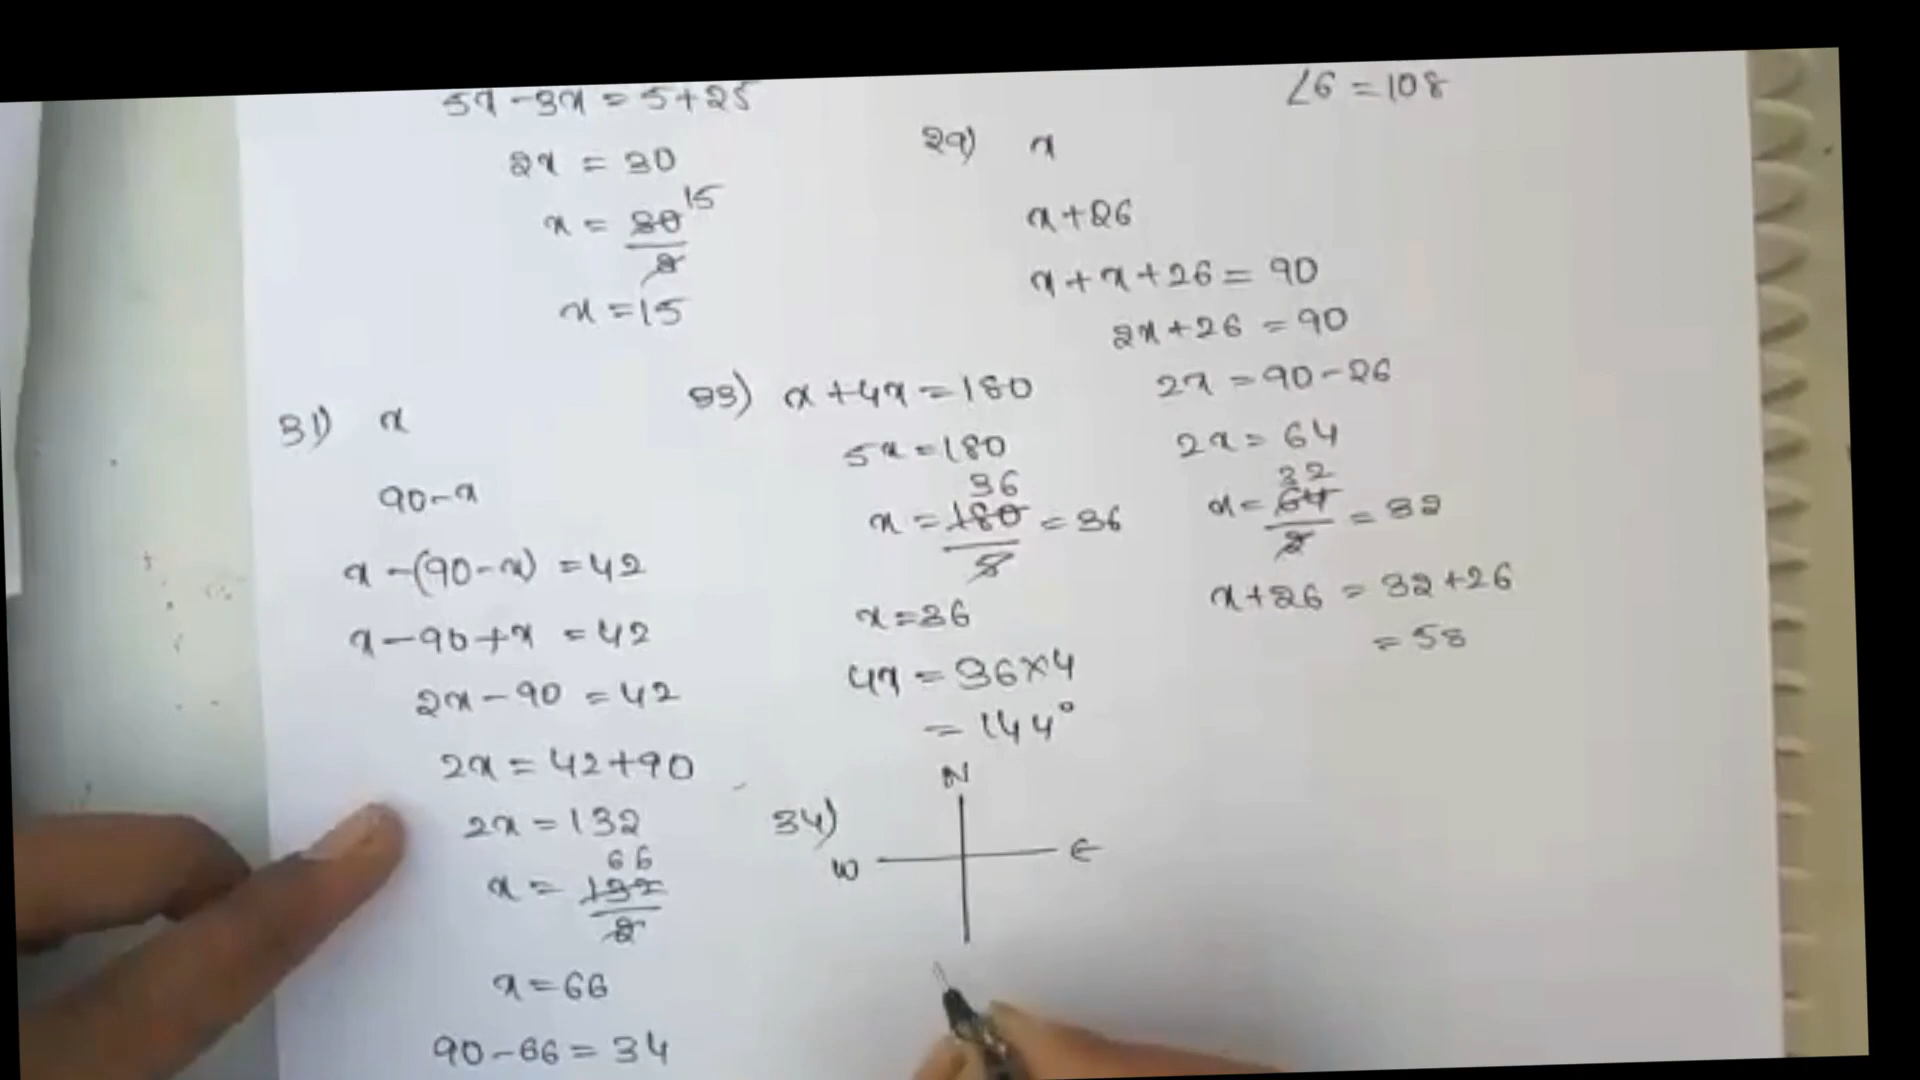 5x-3x=5+25
2x = 30
15
x = 30
2
x=15
∠6 = 108
29) x
x+26
x+x+26 = 90
2x+26 = 90
2x = 90-26
2x = 64
32
x = 64 = 32
2
x+26 = 32+26
= 58
31) x
90-x
x-(90-x) = 42
x-90+x = 42
2x-90 = 42
2x = 42+90
2x = 132
66
x = 132
2
x = 66
90-66 = 34
33) x+4x=180
5x=180
36
x = 180 = 36
5
x=36
4x = 36×4
= 144°
34) N
W E